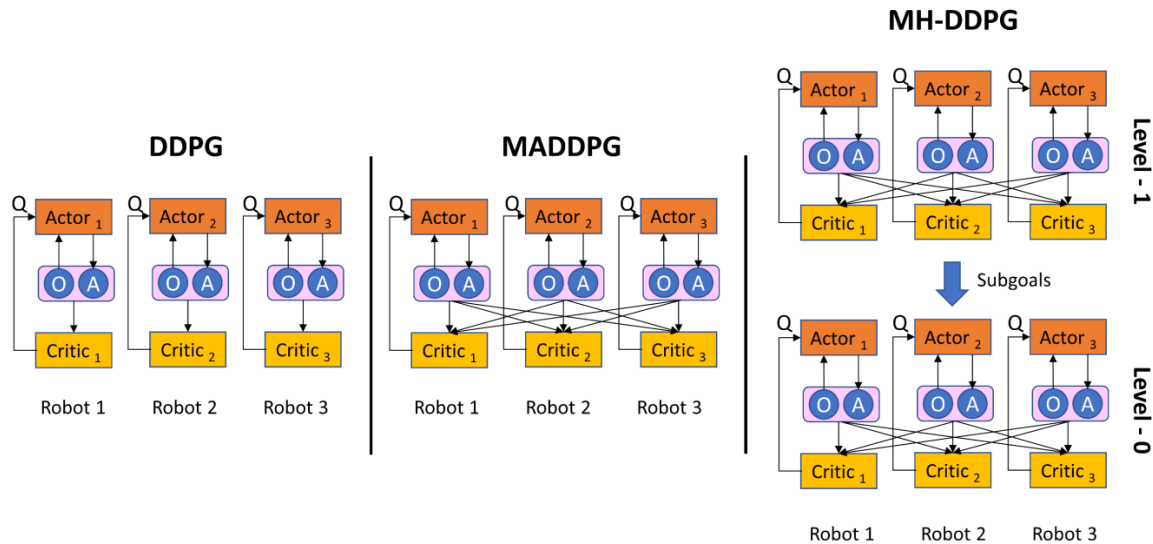 DDPG
Q
Actor 1
Actor 2
Actor 3
O A O A O A
Critic 1
Critic 2
Critic 3
Robot 1 Robot 2 Robot 3
MADDPG
Q Q Q
Actor 1
Actor 2
Actor 3
O A O A O A
Critic 1
Critic 2
Critic 3
Robot 1 Robot 2 Robot 3
MH-DDPG
Q Q Q
Actor 1
Actor 2
Actor 3
O A O A O A
Critic 1
Critic 2
Critic 3
Level - 1
Subgoals
Q Q Q
Actor 1
Actor 2
Actor 3
O A O A O A
Critic 1
Critic 2
Critic 3
Level - 0
Robot 1 Robot 2 Robot 3